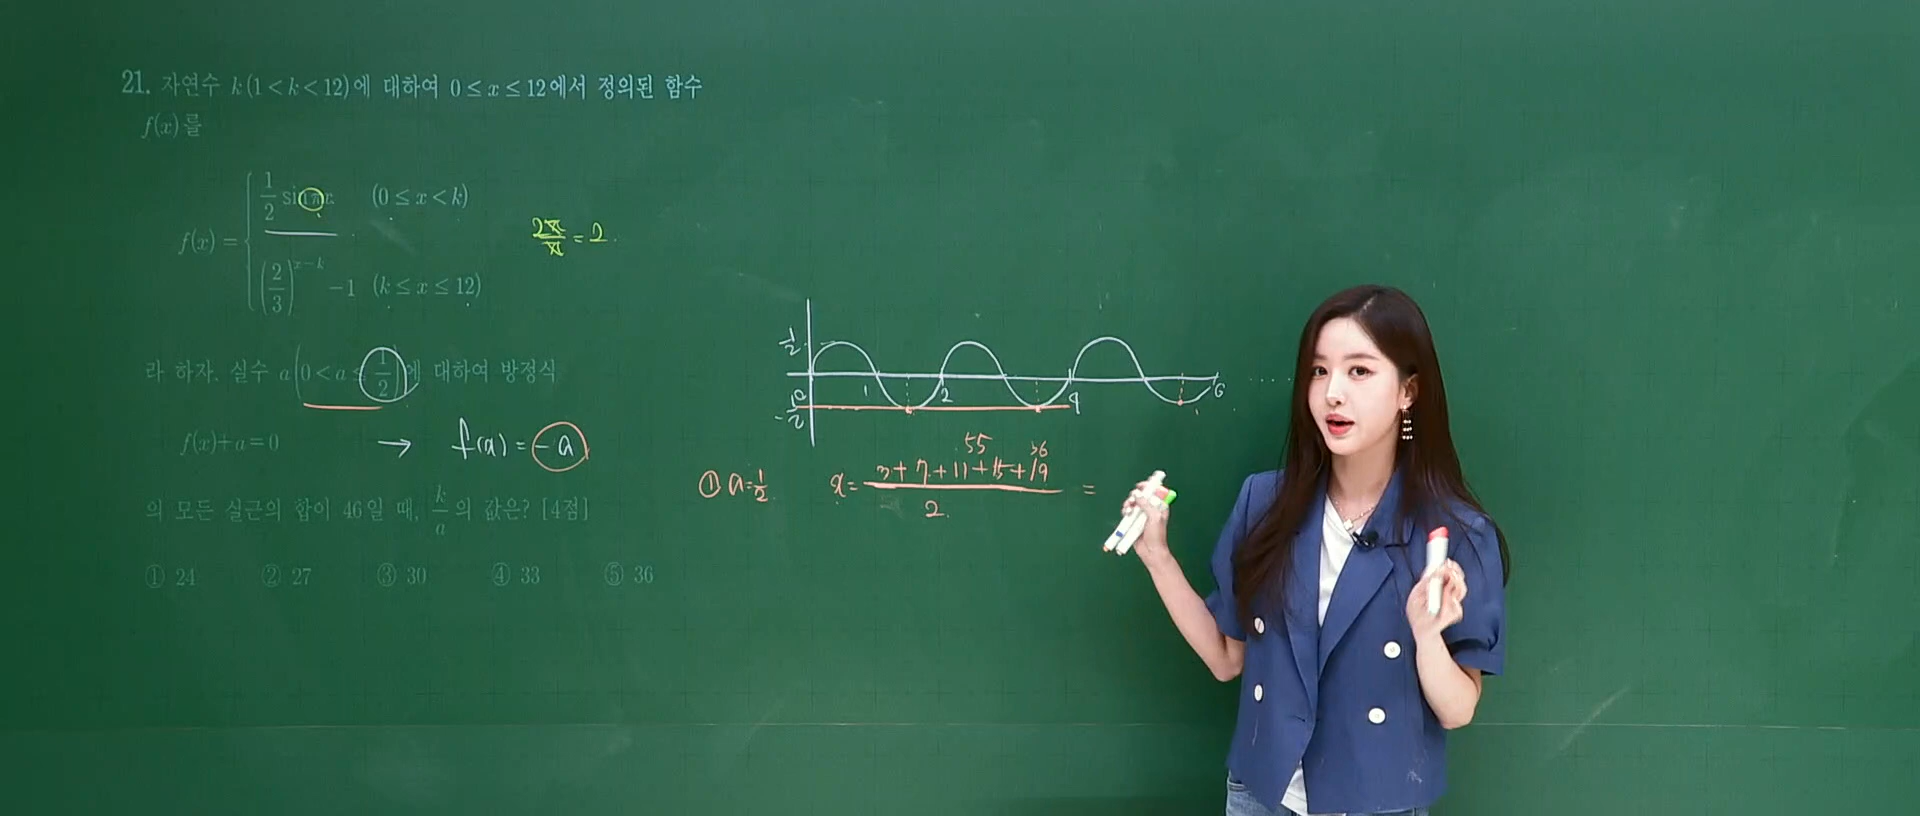 21. 자연수 k(1<k<12)에 대하여 0≤x≤12에서 정의된 함수
f(x)를
f(x)=
1/2 sinπx (0≤x<k)
(2/3)^(x-k) -1 (k≤x≤12)
2π/π = 2.
라 하자. 실수 a(0<a≤1/2)에 대하여 방정식
f(x)+a=0
→ f(x)=-a
의 모든 실근의 합이 46일 때, k/a의 값은? [4점]
① 24 ② 27 ③ 30 ④ 33 ⑤ 36
1/2
-1/2
0 1 2 4 6 ·····
① a=1/2
55 36
x= (3+7+11+15+19)/2 =